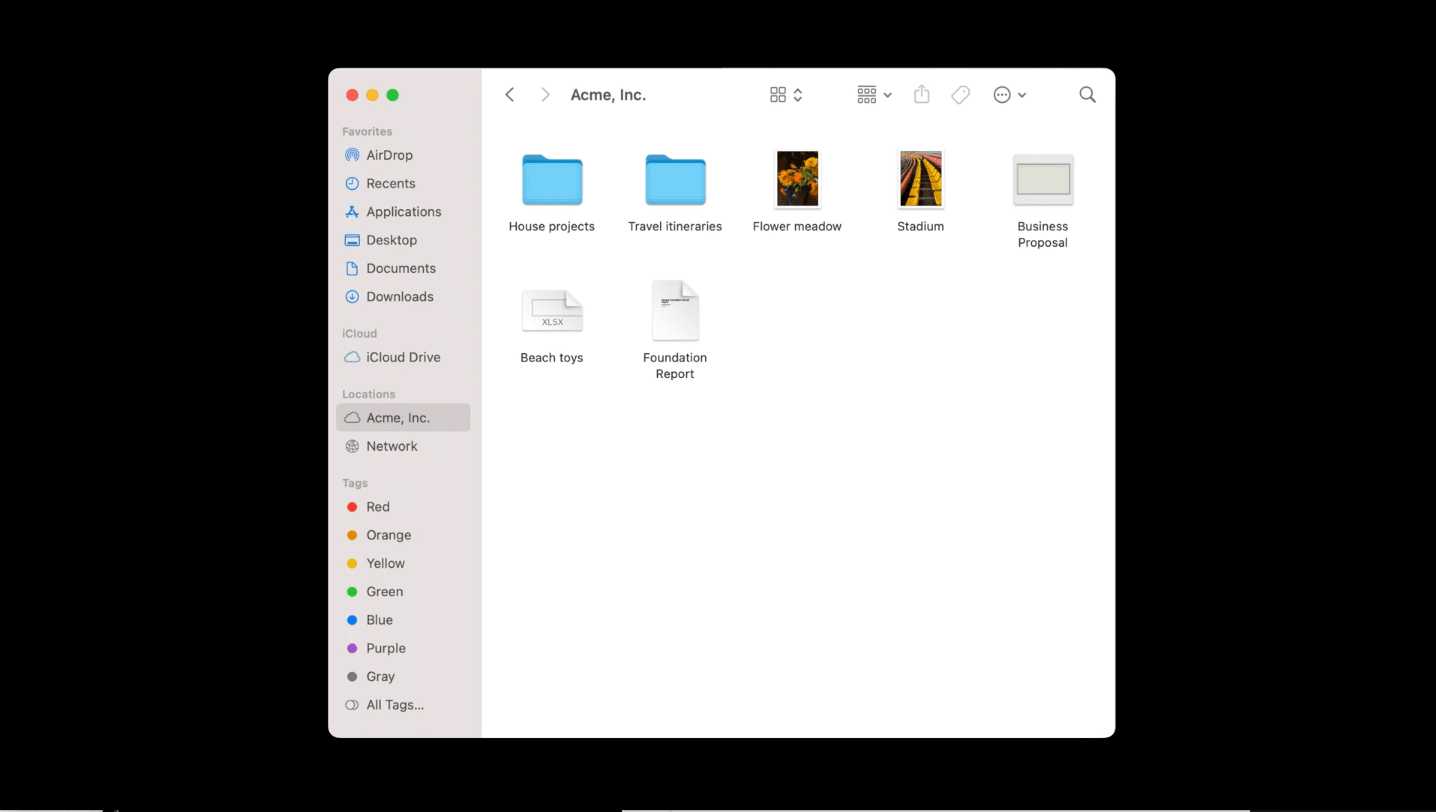 Acme, Inc.
Favorites
AirDrop
Recents
Applications
Desktop
Documents
Downloads
iCloud
iCloud Drive
Locations
Acme, Inc.
Network
Tags
Red
Orange
Yellow
Green
Blue
Purple
Gray
All Tags...
House projects
Travel itineraries
Flower meadow
Stadium
Business
Proposal
XLSX
Beach toys
Foundation
Report